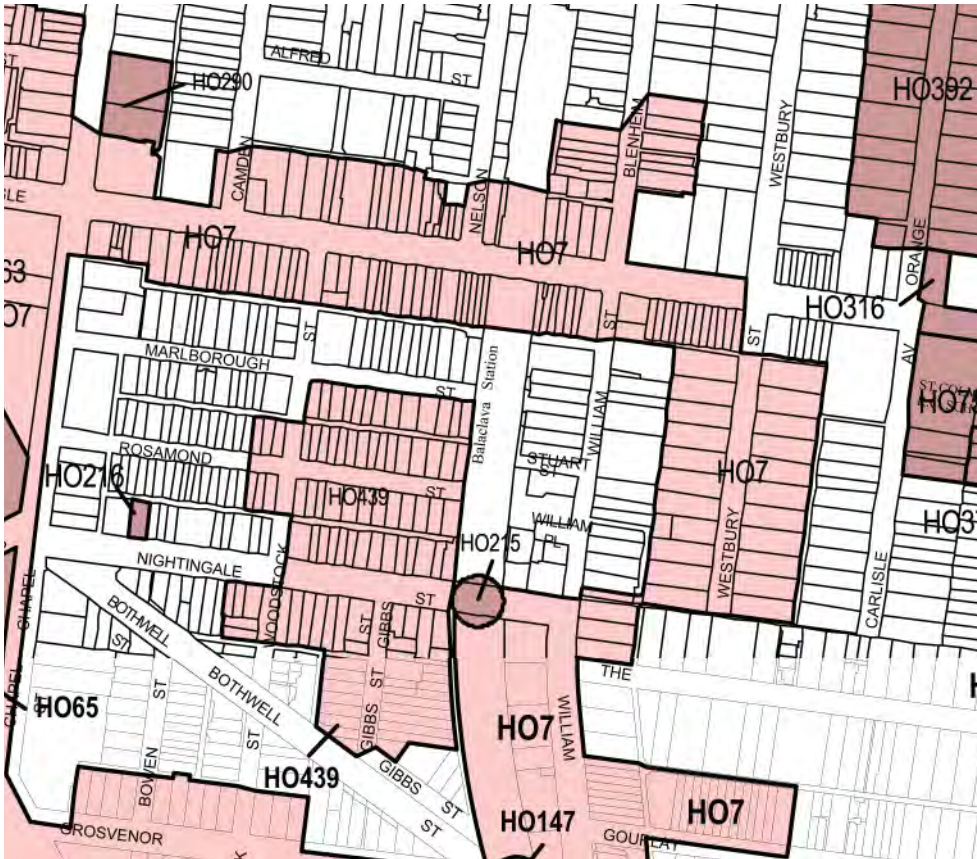 ALFRED
ST
HO290
HO392
WESTBURY
BLENHEIM
CAMDEN
NELSON
ORANGE
HO7
HO7
HO316
ST
ST
ST
AV
MARLBOROUGH
ST
Balaclava Station
WILLIAM
STUART
ST
ROSAMOND
ST
HO216
HO439
HO7
WILLIAM
PL
HO215
NIGHTINGALE
ST
WOODSTOCK
WESTBURY
CARLISLE
CHAPEL
BOTHWELL
ST
GIBBS
ST
BOTHWELL
ST
GIBBS
THE
HO65
ST
ST
HO439
HO7
WILLIAM
BOWEN
GIBBS
ST
ST
HO147
HO7
GROSVENOR
GOURLAY